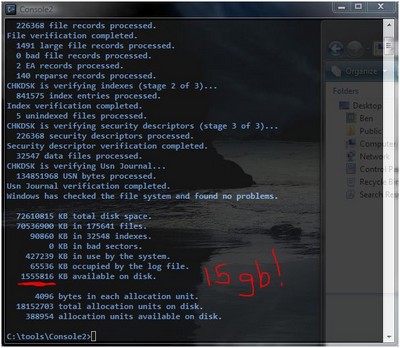 Console2
226368 file records processed.
File verification completed.
1491 large file records processed.
0 bad file records processed.
2 EA records processed.
140 reparse records processed.
CHKDSK is verifying indexes (stage 2 of 3)...
841575 index entries processed.
Index verification completed.
5 unindexed files processed.
CHKDSK is verifying security descriptors (stage 3 of 3)...
226368 security descriptors processed.
Security descriptor verification completed.
32547 data files processed.
CHKDSK is verifying Usn Journal...
134851968 USN bytes processed.
Usn Journal verification completed.
Windows has checked the file system and found no problems.
72610815 KB total disk space.
70536900 KB in 175641 files.
90860 KB in 32548 indexes.
0 KB in bad sectors.
427239 KB in use by the system.
65536 KB occupied by the log file.
1555816 KB available on disk.
15gb!
4096 bytes in each allocation unit.
18152703 total allocation units on disk.
388954 allocation units available on disk.
C:\tools\Console2>
Organize
Folders
Desktop
Ben
Public
Computer
Network
Control Pa
Recycle Bi
Search Re